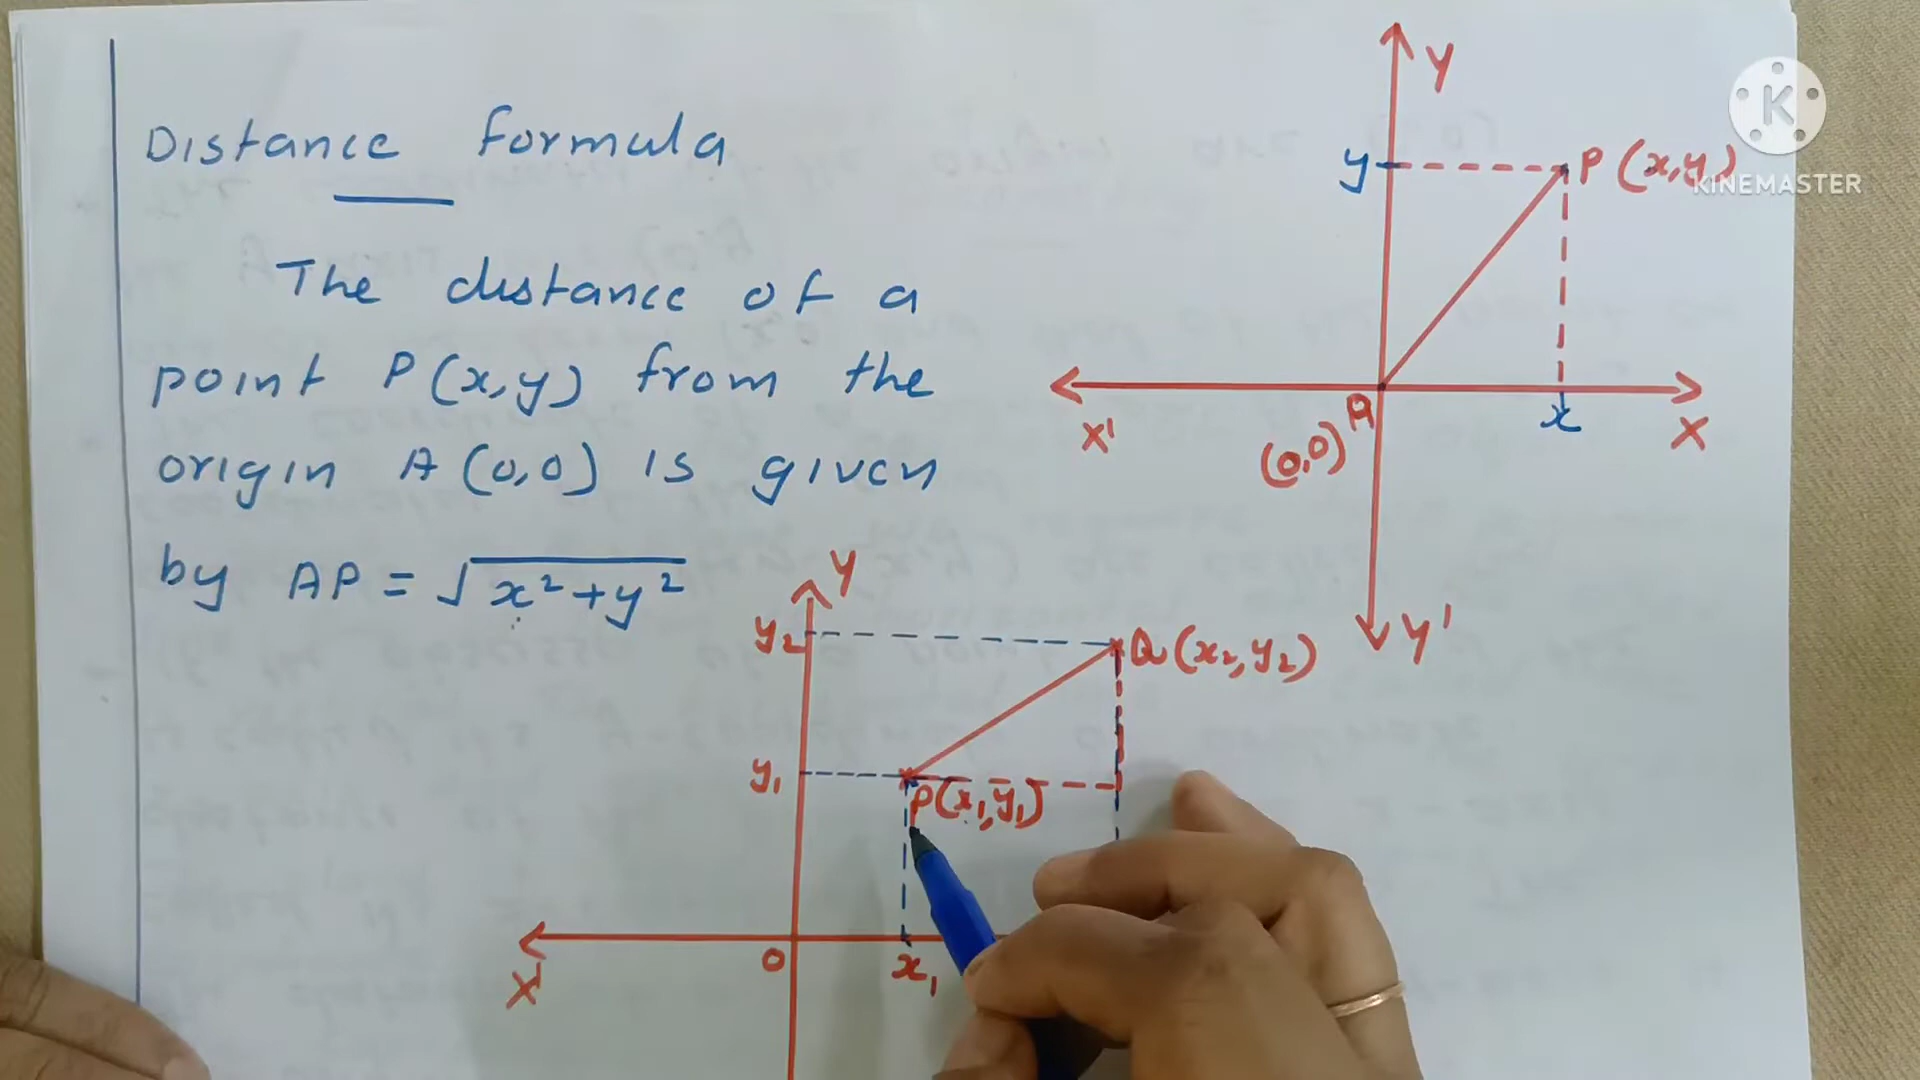 Distance formula
The distance of a
point P(x,y) from the
origin A(0,0) is given
by AP = √x²+y²
Y
y
P(x,y)
X'
A
(0,0)
x
X
Y'
K
KINEMASTER
Y
y₂
Q(x₂,y₂)
y₁
P(x₁,y₁)
X'
O
x₁